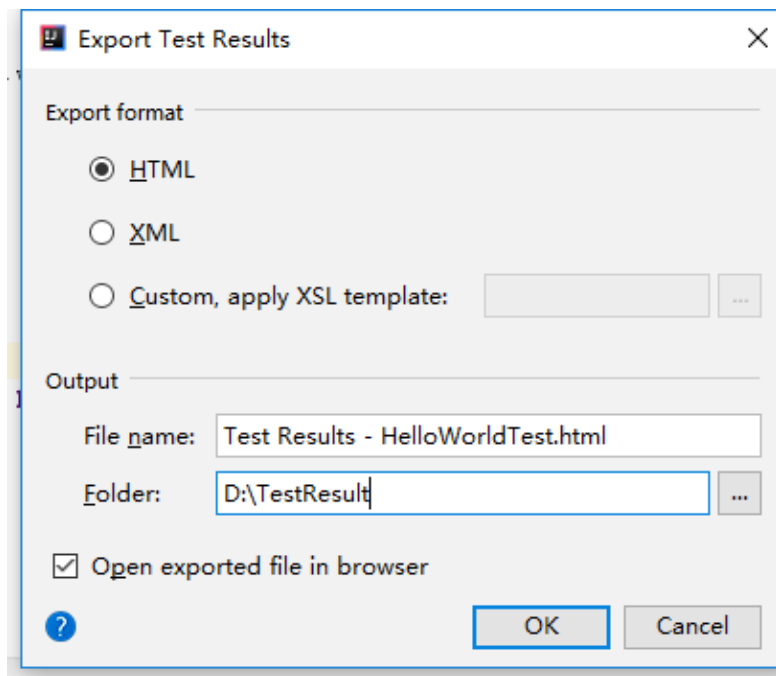 Export Test Results
Export format
HTML
XML
Custom, apply XSL template:
...
Output
File name: Test Results - HelloWorldTest.html
Folder: D:\TestResult ...
Open exported file in browser
? OK Cancel